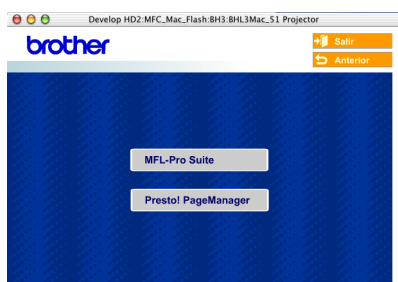 Develop HD2:MFC_Mac_Flash:BH3:BHL3Mac_51 Projector
brother
Salir
Anterior
MFL-Pro Suite
Presto! PageManager